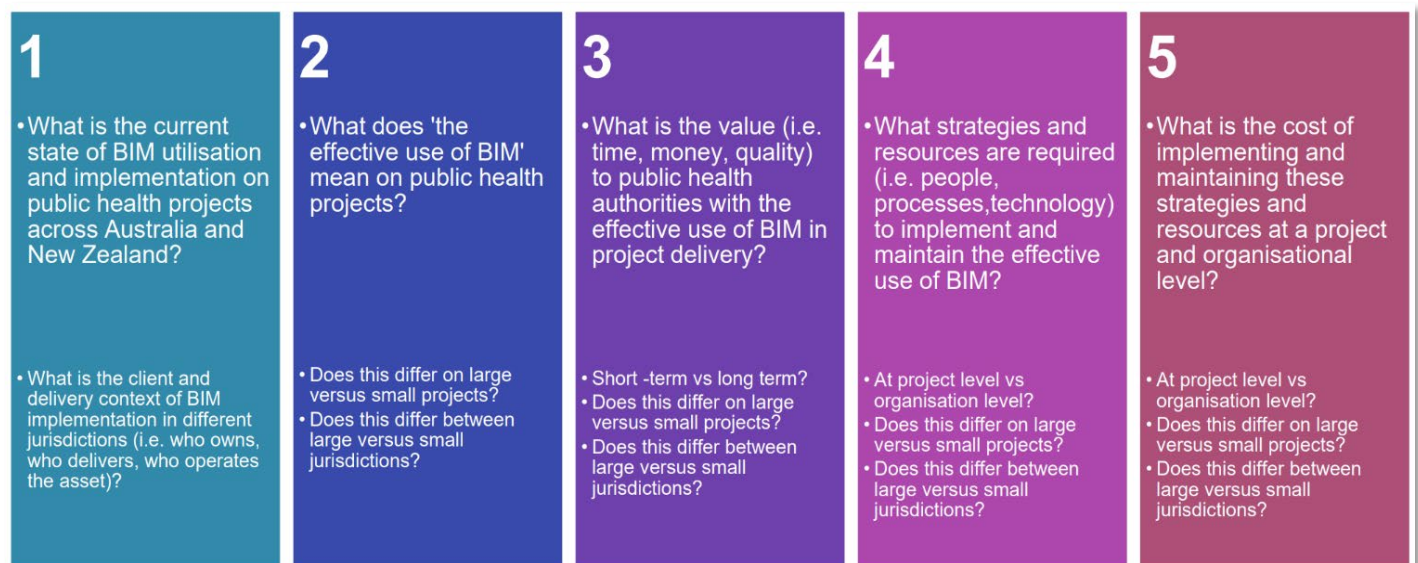 1
•What is the current
state of BIM utilisation
and implementation on
public health projects
across Australia and
New Zealand?
• What is the client and
delivery context of BIM
implementation in different
jurisdictions (i.e. who owns,
who delivers, who operates
the asset)?
2
•What does 'the
effective use of BIM'
mean on public health
projects?
• Does this differ on large
versus small projects?
• Does this differ between
large versus small
jurisdictions?
3
•What is the value (i.e.
time, money, quality)
to public health
authorities with the
effective use of BIM in
project delivery?
• Short -term vs long term?
• Does this differ on large
versus small projects?
• Does this differ between
large versus small
jurisdictions?
4
•What strategies and
resources are required
(i.e. people,
processes,technology)
to implement and
maintain the effective
use of BIM?
• At project level vs
organisation level?
• Does this differ on large
versus small projects?
• Does this differ between
large versus small
jurisdictions?
5
•What is the cost of
implementing and
maintaining these
strategies and
resources at a project
and organisational
level?
• At project level vs
organisation level?
• Does this differ on large
versus small projects?
• Does this differ between
large versus small
jurisdictions?